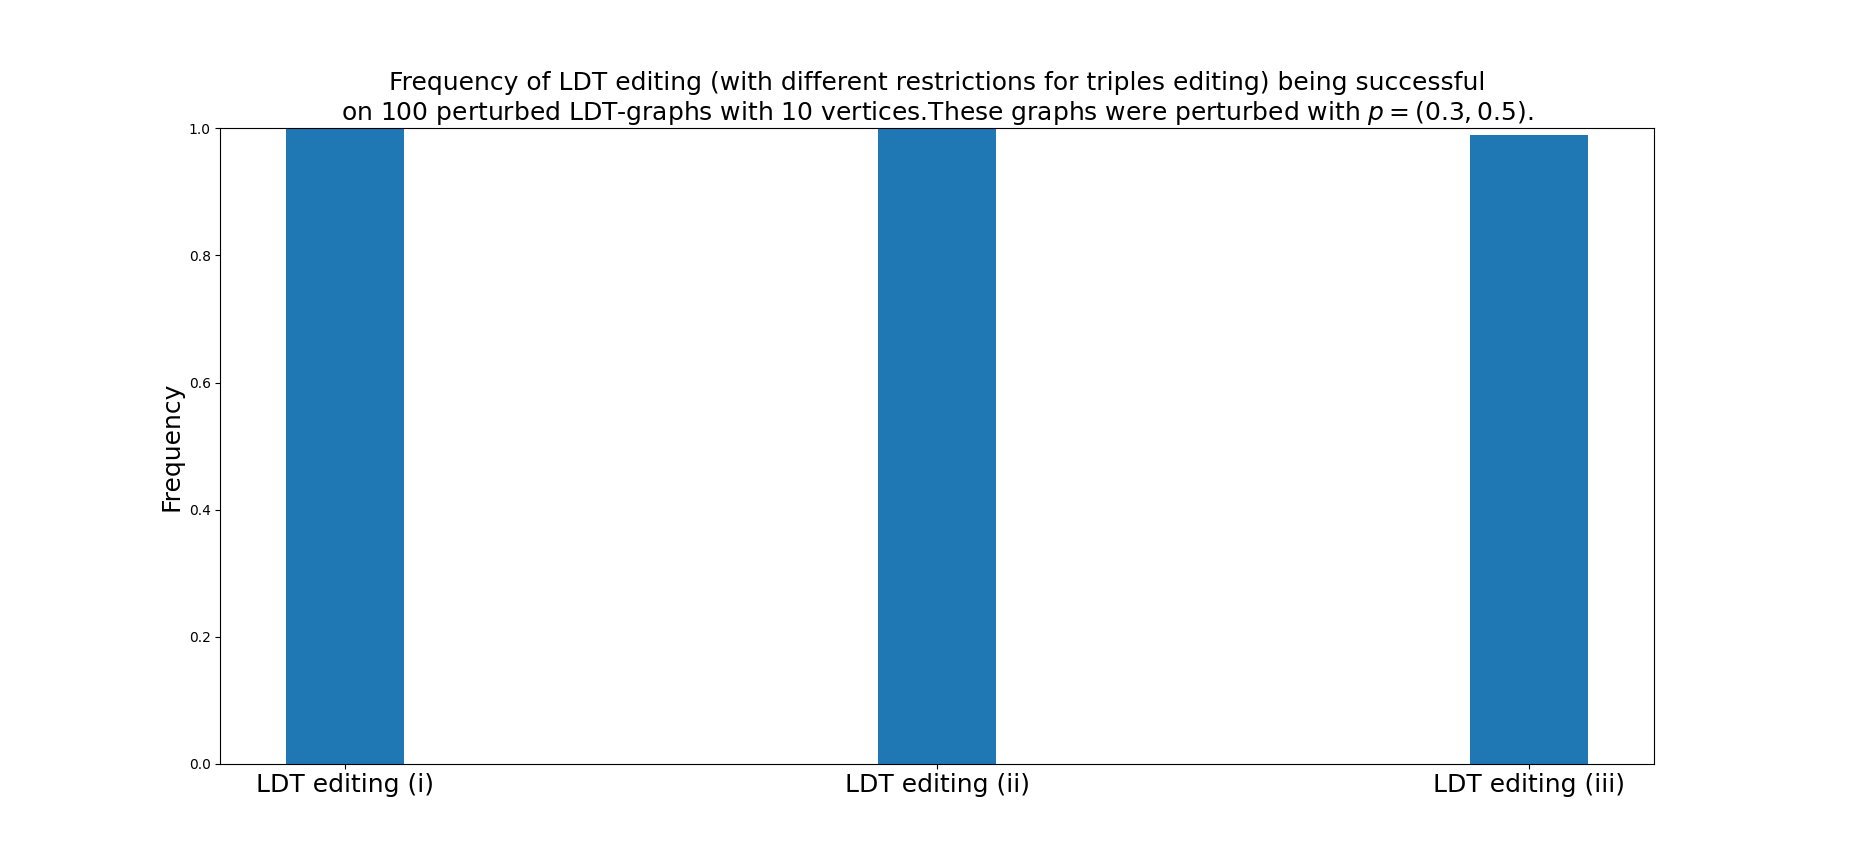 Frequency of LDT editing (with different restrictions for triples editing) being successful
on 100 perturbed LDT-graphs with 10 vertices.These graphs were perturbed with p = (0.3, 0.5).
1.0
0.8
0.6
0.4
0.2
0.0
Frequency
LDT editing (i)
LDT editing (ii)
LDT editing (iii)